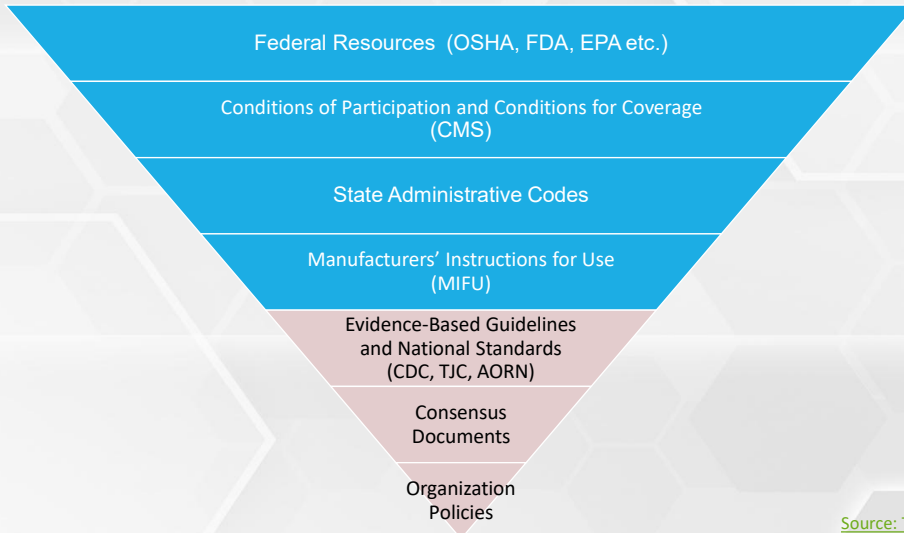 Federal Resources (OSHA, FDA, EPA etc.)
Conditions of Participation and Conditions for Coverage
(CMS)
State Administrative Codes
Manufacturers’ Instructions for Use
(MIFU)
Evidence-Based Guidelines
and National Standards
(CDC, TJC, AORN)
Consensus
Documents
Organization
Policies
Source: